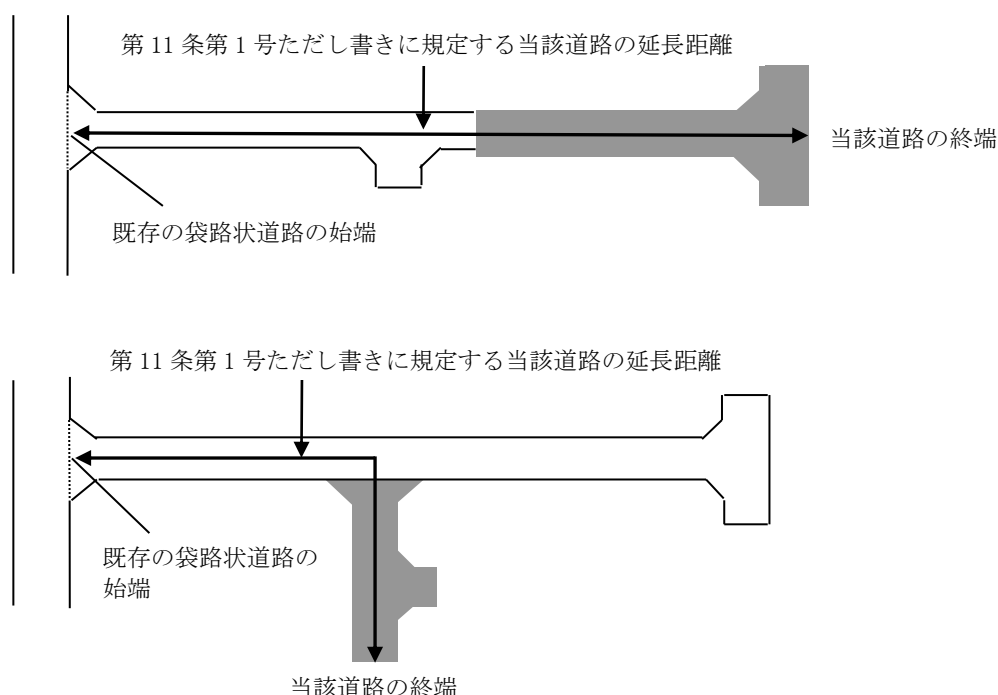 第 11 条第 1 号ただし書きに規定する当該道路の延長距離
当該道路の終端
既存の袋路状道路の始端
第 11 条第 1 号ただし書きに規定する当該道路の延長距離
既存の袋路状道路の
始端
当該道路の終端